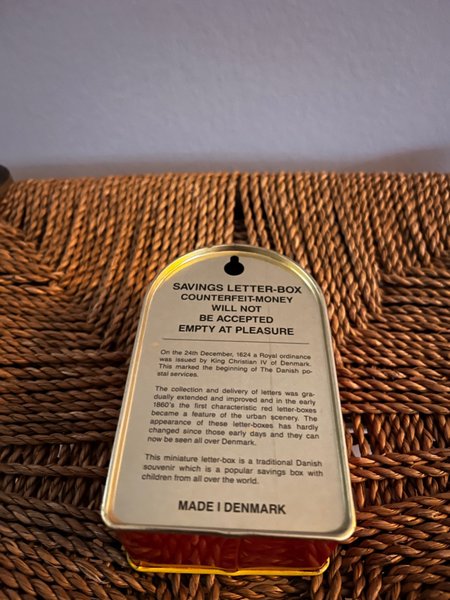 SAVINGS LETTER-BOX
COUNTERFEIT-MONEY
WILL NOT
BE ACCEPTED
EMPTY AT PLEASURE
On the 24th December, 1624 a Royal ordinance
was issued by King Christian IV of Denmark.
This marked the beginning of The Danish po-
stal services.
The collection and delivery of letters was gra-
dually extended and improved and in the early
1860's the first characteristic red letter-boxes
became a feature of the urban scenery. The
appearance of these letter-boxes has hardly
changed since those early days and they can
now be seen all over Denmark.
This miniature letter-box is a traditional Danish
souvenir which is a popular savings box with
children from all over the world.
MADE I DENMARK